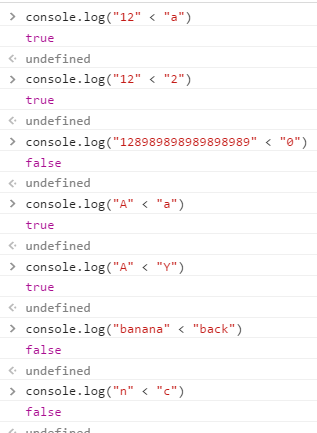 > console.log("12" < "a")
true
< undefined
> console.log("12" < "2")
true
< undefined
> console.log("128989898989898989" < "0")
false
< undefined
> console.log("A" < "a")
true
< undefined
> console.log("A" < "Y")
true
< undefined
> console.log("banana" < "back")
false
< undefined
> console.log("n" < "c")
false
< undefined